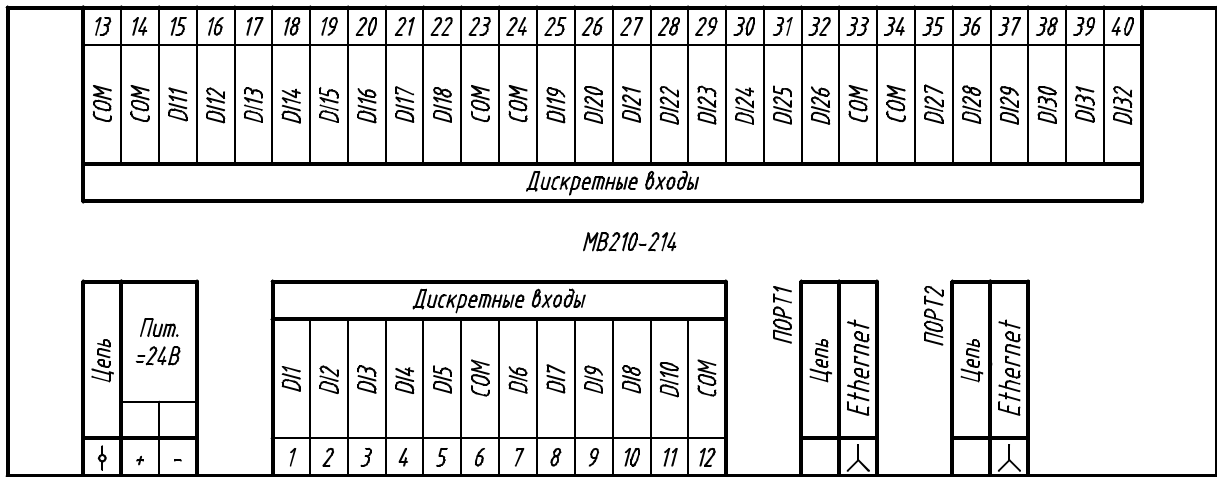 13 14 15 16 17 18 19 20 21 22 23 24 25 26 27 28 29 30 31 32 33 34 35 36 37 38 39 40
COM COM DI11 DI12 DI13 DI14 DI15 DI16 DI17 DI18 COM COM DI19 DI20 DI21 DI22 DI23 DI24 DI25 DI26 COM COM DI27 DI28 DI29 DI30 DI31 DI32
Дискретные входы
МВ210-214
Цепь
Пит.
=24В
+ -
Дискретные входы
DI1 DI2 DI3 DI4 DI5 COM DI6 DI7 DI9 DI8 DI10 COM
1 2 3 4 5 6 7 8 9 10 11 12
ПОРТ1
Цепь
Ethernet
ПОРТ2
Цепь
Ethernet